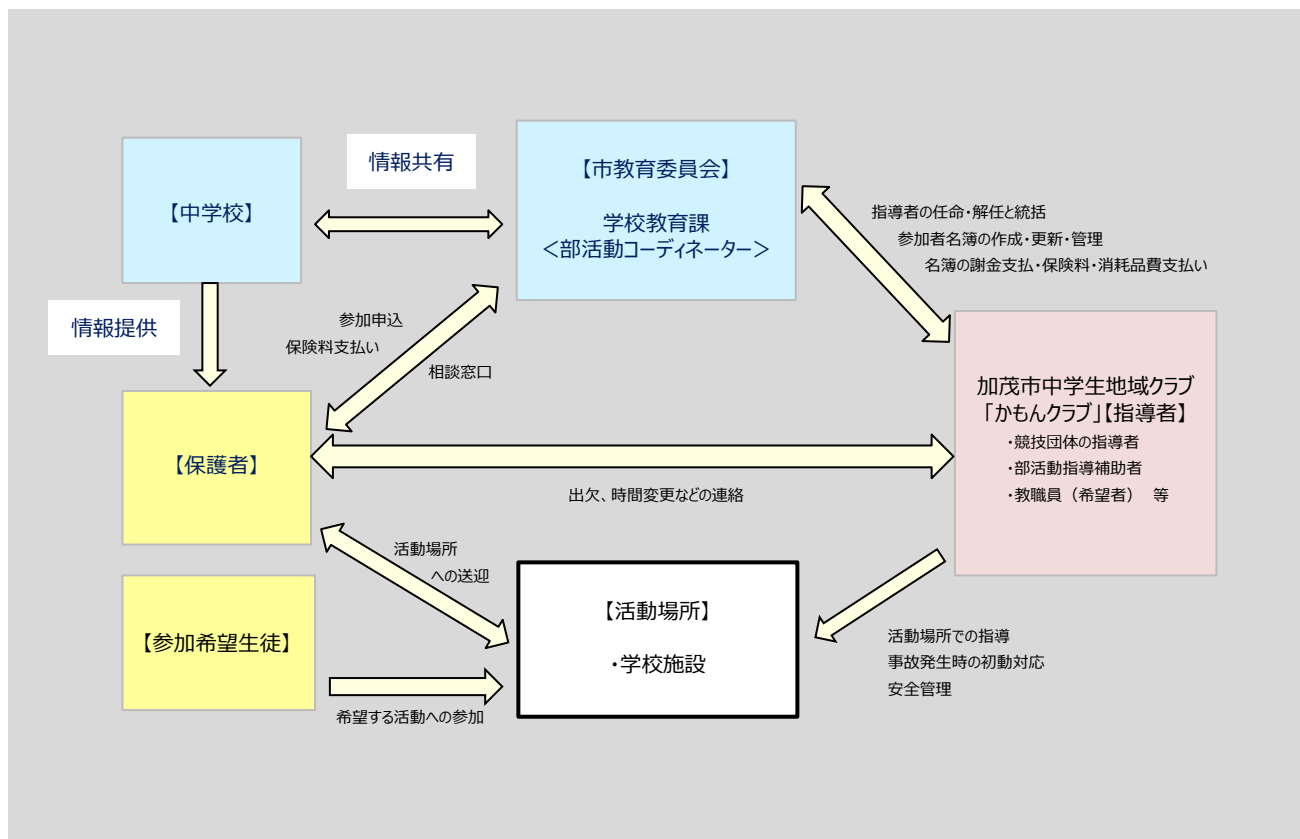 【中学校】
情報共有
【市教育委員会】
学校教育課
＜部活動コーディネーター＞
指導者の任命・解任と統括
参加者名簿の作成・更新・管理
名簿の謝金支払・保険料・消耗品費支払い
情報提供
参加申込
保険料支払い
相談窓口
【保護者】
出欠、時間変更などの連絡
加茂市中学生地域クラブ
「かもんクラブ」【指導者】
・競技団体の指導者
・部活動指導補助者
・教職員（希望者） 等
活動場所
への送迎
【参加希望生徒】
希望する活動への参加
【活動場所】
・学校施設
活動場所での指導
事故発生時の初動対応
安全管理